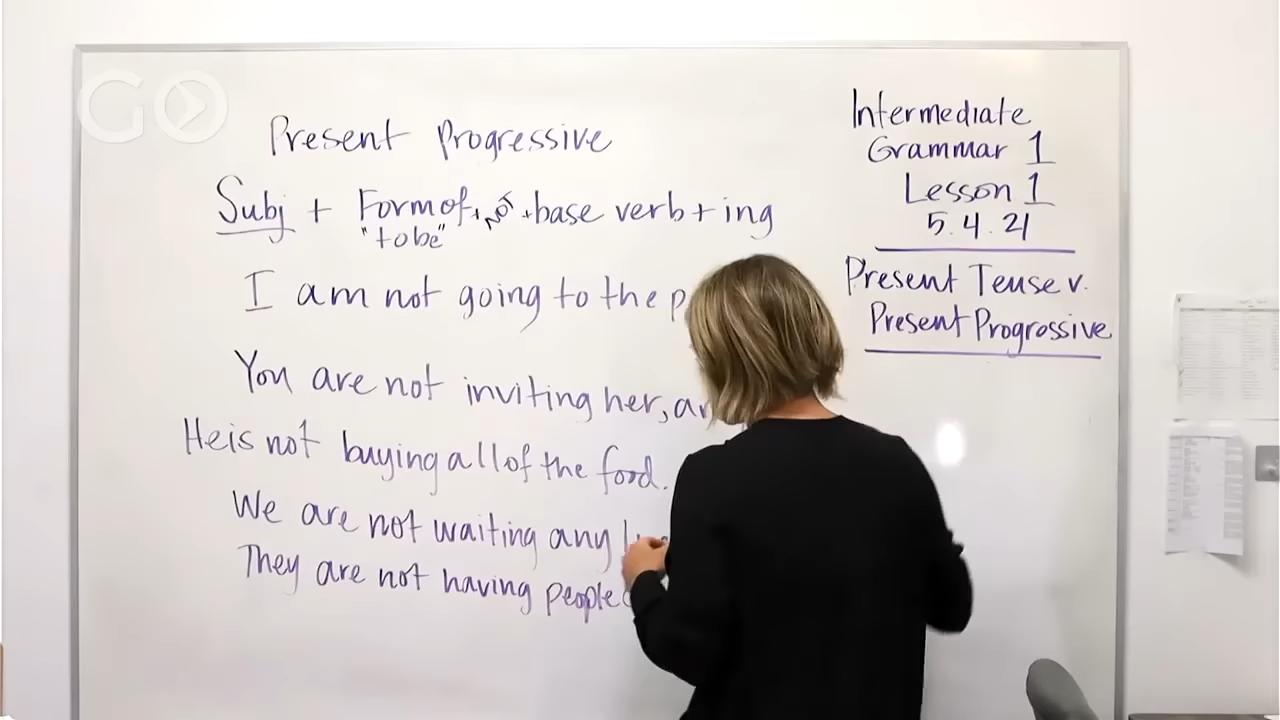 GO
Present Progressive
Subj + Form of + NOT + base verb + ing
"to be"
I am not going to the
You are not inviting her,
He is not buying all of the food.
We are not waiting any
They are not having people
Intermediate
Grammar 1
Lesson 1
5.4.21
Present Tense v.
Present Progressive